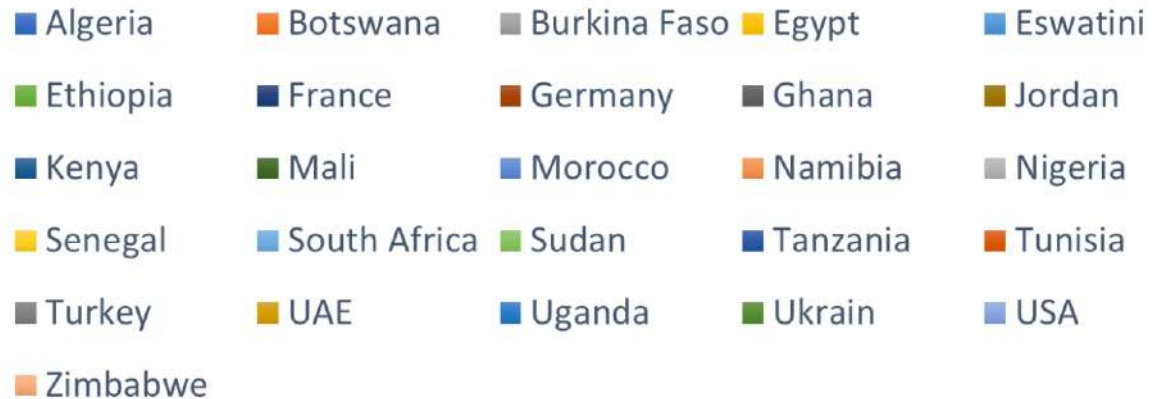 Algeria Botswana Burkina Faso Egypt Eswatini
Ethiopia France Germany Ghana Jordan
Kenya Mali Morocco Namibia Nigeria
Senegal South Africa Sudan Tanzania Tunisia
Turkey UAE Uganda Ukrain USA
Zimbabwe